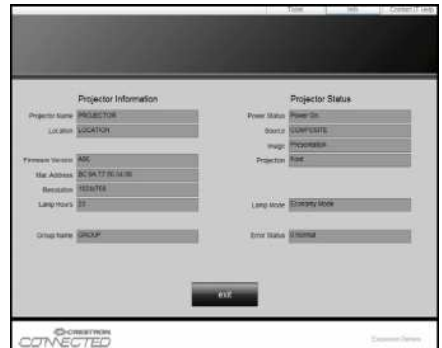 Tools Info Contact IT Help
Projector Information
Projector Name PROJECTOR
Location LOCATION
Firmware Version
Mac Address
Resolution
Lamp Hours
Group Name GROUP
Projector Status
Power Status Power On
Source COMPOSITE
Image Presentation
Projection
Lamp Mode Economy Mode
Error Status 0:Normal
exit
CRESTRON
CONNECTED
Expansion Options